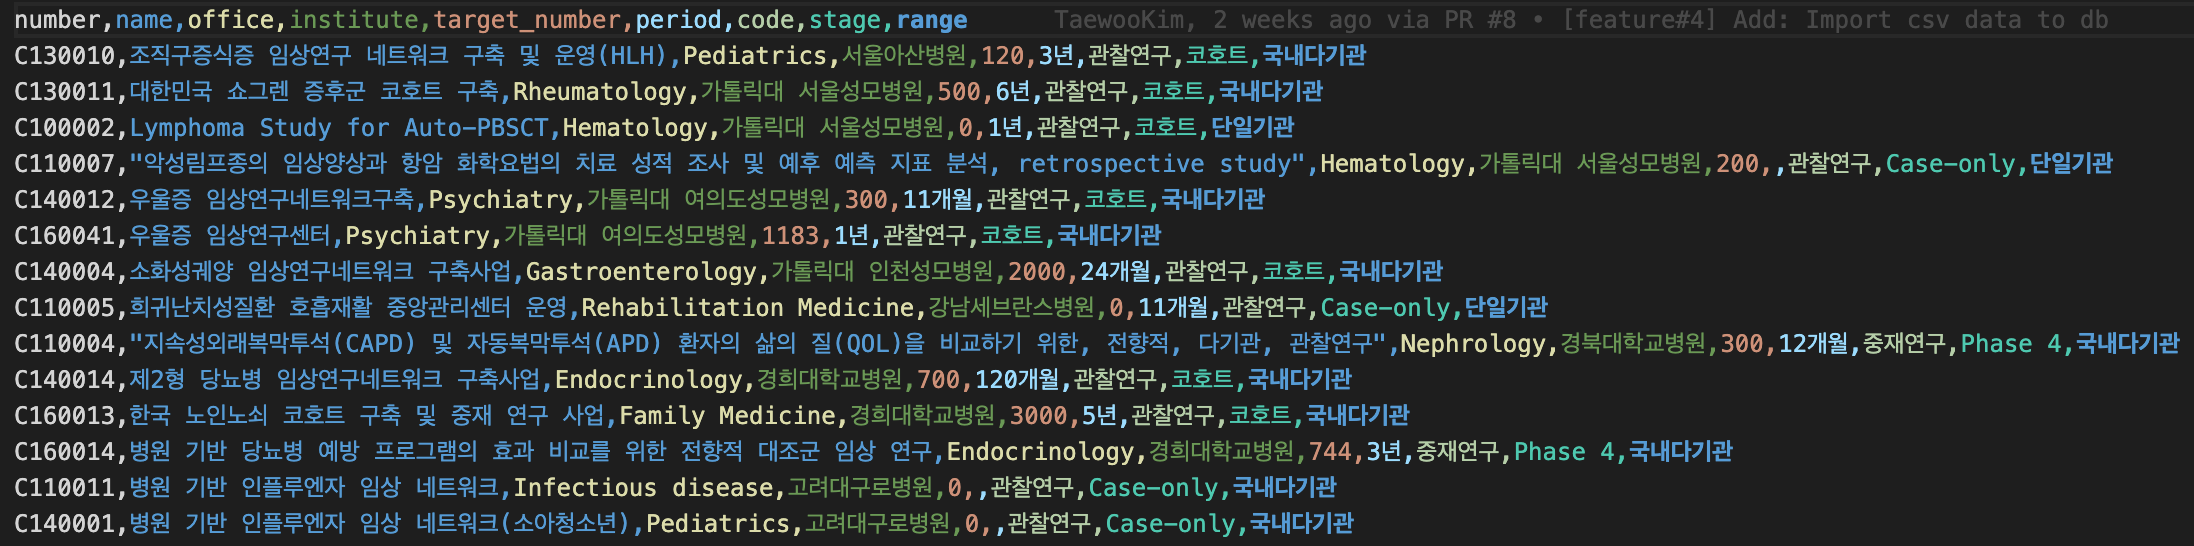 number,name,office,institute,target_number,period,code,stage,range TaewooKim, 2 weeks ago via PR #8 • [feature#4] Add: Import csv data to db
C130010,조직구증식증 임상연구 네트워크 구축 및 운영(HLH),Pediatrics,서울아산병원,120,3년,관찰연구,코호트,국내다기관
C130011,대한민국 쇼그렌 증후군 코호트 구축,Rheumatology,가톨릭대 서울성모병원,500,6년,관찰연구,코호트,국내다기관
C100002,Lymphoma Study for Auto-PBSCT,Hematology,가톨릭대 서울성모병원,0,1년,관찰연구,코호트,단일기관
C110007,"악성림프종의 임상양상과 항암 화학요법의 치료 성적 조사 및 예후 예측 지표 분석, retrospective study",Hematology,가톨릭대 서울성모병원,200,,관찰연구,Case-only,단일기관
C140012,우울증 임상연구네트워크구축,Psychiatry,가톨릭대 여의도성모병원,300,11개월,관찰연구,코호트,국내다기관
C160041,우울증 임상연구센터,Psychiatry,가톨릭대 여의도성모병원,1183,1년,관찰연구,코호트,국내다기관
C140004,소화성궤양 임상연구네트워크 구축사업,Gastroenterology,가톨릭대 인천성모병원,2000,24개월,관찰연구,코호트,국내다기관
C110005,희귀난치성질환 호흡재활 중앙관리센터 운영,Rehabilitation Medicine,강남세브란스병원,0,11개월,관찰연구,Case-only,단일기관
C110004,"지속성외래복막투석(CAPD) 및 자동복막투석(APD) 환자의 삶의 질(QOL)을 비교하기 위한, 전향적, 다기관, 관찰연구",Nephrology,경북대학교병원,300,12개월,중재연구,Phase 4,국내다기관
C140014,제2형 당뇨병 임상연구네트워크 구축사업,Endocrinology,경희대학교병원,700,120개월,관찰연구,코호트,국내다기관
C160013,한국 노인노쇠 코호트 구축 및 중재 연구 사업,Family Medicine,경희대학교병원,3000,5년,관찰연구,코호트,국내다기관
C160014,병원 기반 당뇨병 예방 프로그램의 효과 비교를 위한 전향적 대조군 임상 연구,Endocrinology,경희대학교병원,744,3년,중재연구,Phase 4,국내다기관
C110011,병원 기반 인플루엔자 임상 네트워크,Infectious disease,고려대구로병원,0,,관찰연구,Case-only,국내다기관
C140001,병원 기반 인플루엔자 임상 네트워크(소아청소년),Pediatrics,고려대구로병원,0,,관찰연구,Case-only,국내다기관